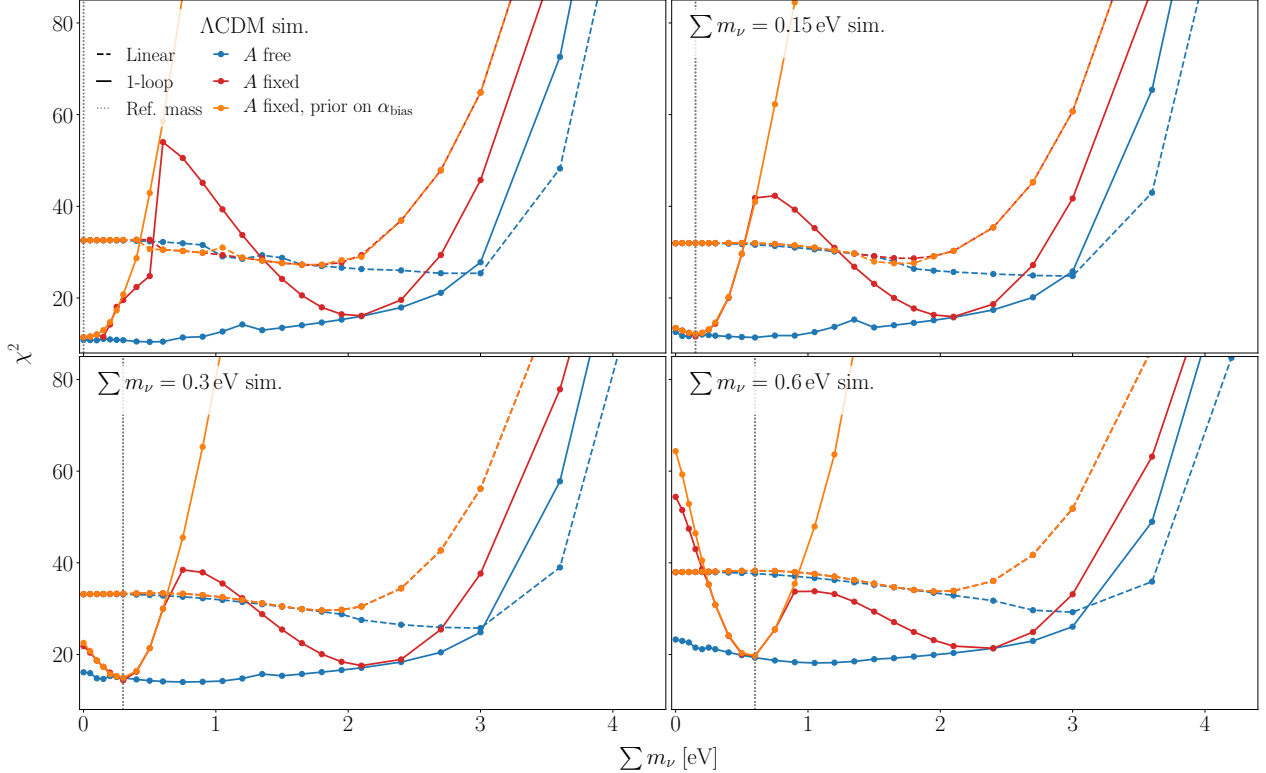 ΛCDM sim.
Linear
1-loop
Ref. mass
A free
A fixed
A fixed, prior on α_bias
∑ m_ν = 0.15 eV sim.
80
60
40
20
χ²
∑ m_ν = 0.3 eV sim.
∑ m_ν = 0.6 eV sim.
80
60
40
20
0 1 2 3 4
0 1 2 3 4
∑ m_ν [eV]